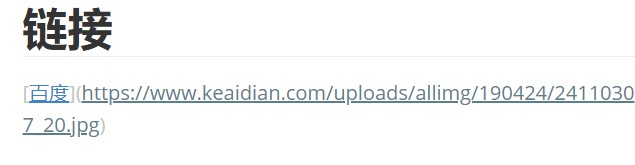 链接
[百度](https://www.keaidian.com/uploads/allimg/190424/2411030
7_20.jpg)